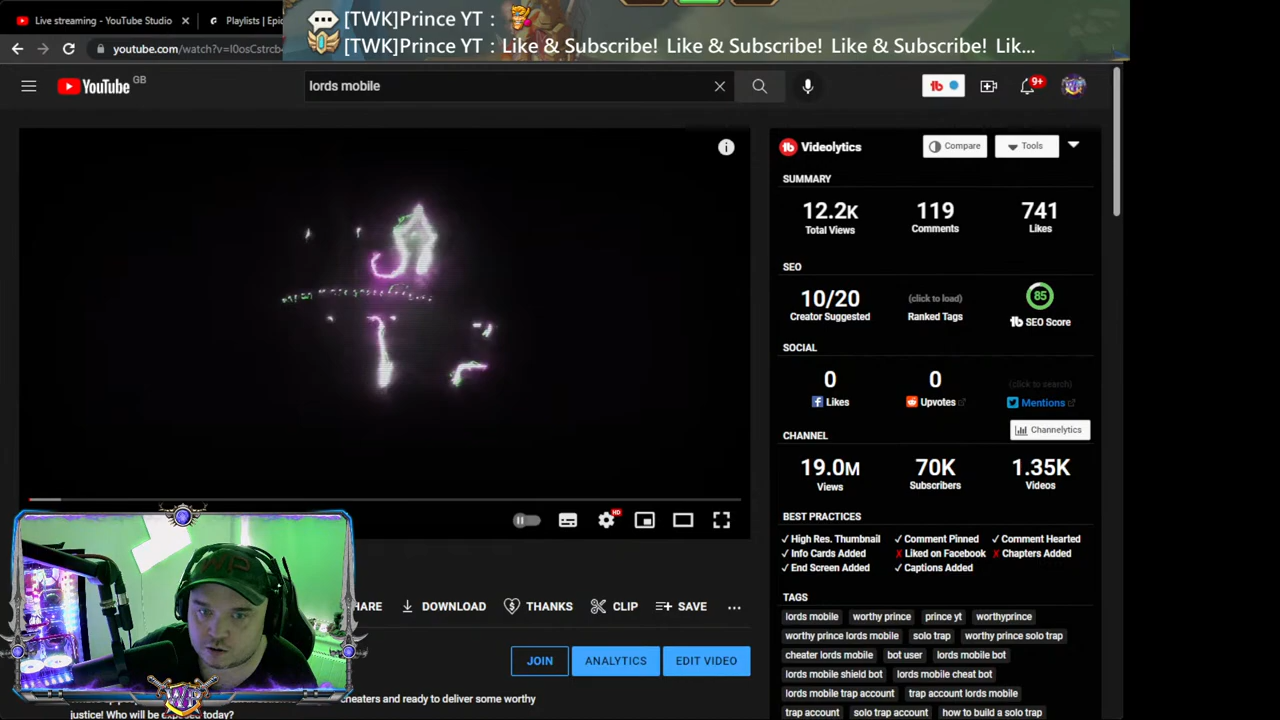 Live streaming - YouTube Studio
Playlists | Epic
[TWK]Prince YT :
[TWK]Prince YT : Like & Subscribe! Like & Subscribe! Like & Subscribe! Lik...
youtube.com/watch?v=I0osCstrcb
YouTube GB
lords mobile
9+
Videolytics
Compare
Tools
SUMMARY
12.2K 119 741
Total Views Comments Likes
SEO
10/20 (click to load) 85
Creator Suggested Ranked Tags SEO Score
SOCIAL
0 0 (click to search)
Likes Upvotes Mentions
CHANNEL Channelytics
19.0M 70K 1.35K
Views Subscribers Videos
BEST PRACTICES
✓ High Res. Thumbnail ✓ Comment Pinned ✓ Comment Hearted
✓ Info Cards Added ✗ Liked on Facebook ✗ Chapters Added
✓ End Screen Added ✓ Captions Added
TAGS
lords mobile worthy prince prince yt worthyprince
worthy prince lords mobile solo trap worthy prince solo trap
cheater lords mobile bot user lords mobile bot
lords mobile shield bot lords mobile cheat bot
lords mobile trap account trap account lords mobile
trap account solo trap account how to build a solo trap
HD
HARE DOWNLOAD THANKS CLIP SAVE ...
JOIN ANALYTICS EDIT VIDEO
cheaters and ready to deliver some worthy
justice! Who will be exposed today?